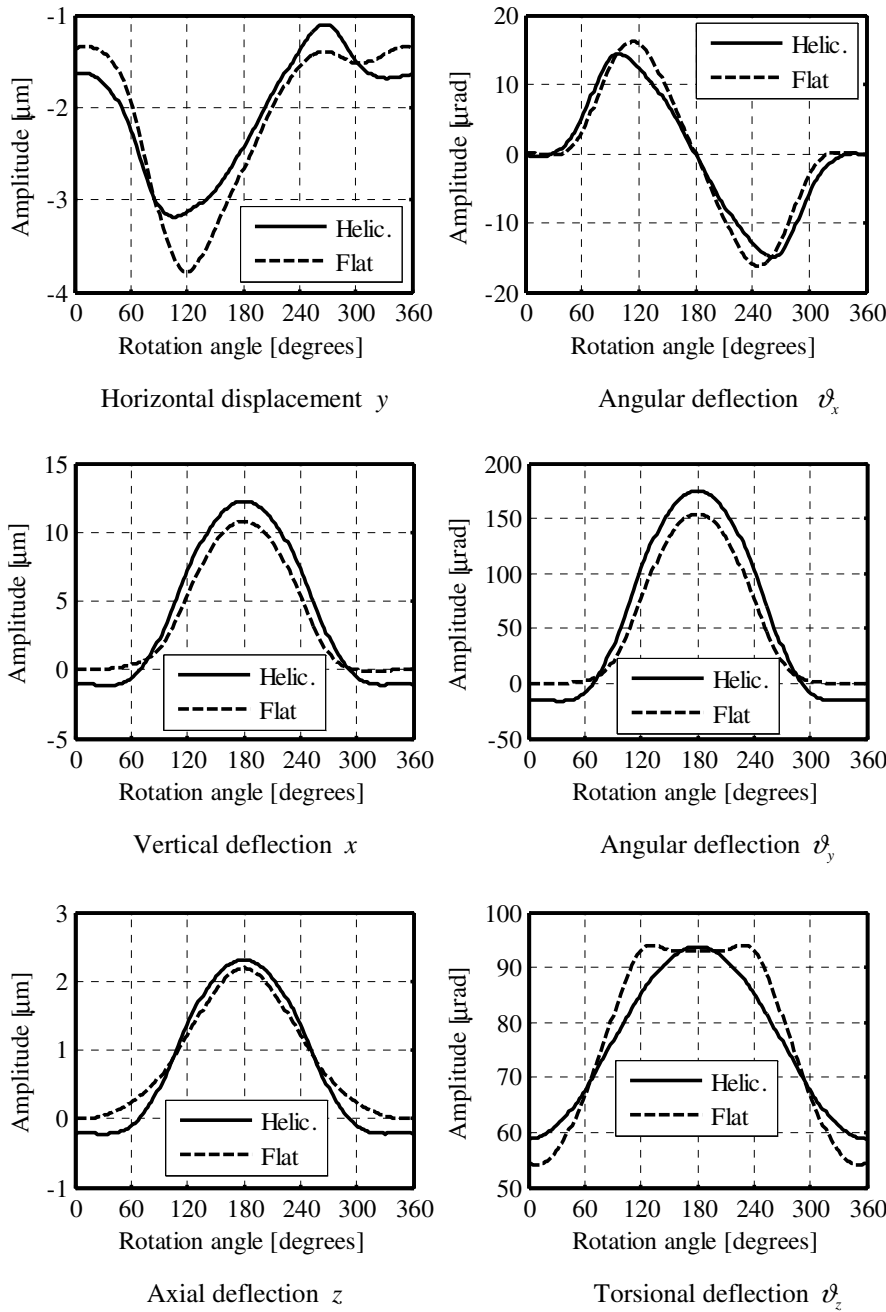 -1
-2
-3
-4
Amplitude [µm]
0 60 120 180 240 300 360
Rotation angle [degrees]
Helic.
Flat
Horizontal displacement y
20
10
0
-10
-20
Amplitude [µrad]
0 60 120 180 240 300 360
Rotation angle [degrees]
Helic.
Flat
Angular deflection ϑx
15
10
5
0
-5
Amplitude [µm]
0 60 120 180 240 300 360
Rotation angle [degrees]
Helic.
Flat
Vertical deflection x
200
150
100
50
0
-50
Amplitude [µrad]
0 60 120 180 240 300 360
Rotation angle [degrees]
Helic.
Flat
Angular deflection ϑy
3
2
1
0
-1
Amplitude [µm]
0 60 120 180 240 300 360
Rotation angle [degrees]
Helic.
Flat
Axial deflection z
100
90
80
70
60
50
Amplitude [µrad]
0 60 120 180 240 300 360
Rotation angle [degrees]
Helic.
Flat
Torsional deflection ϑz